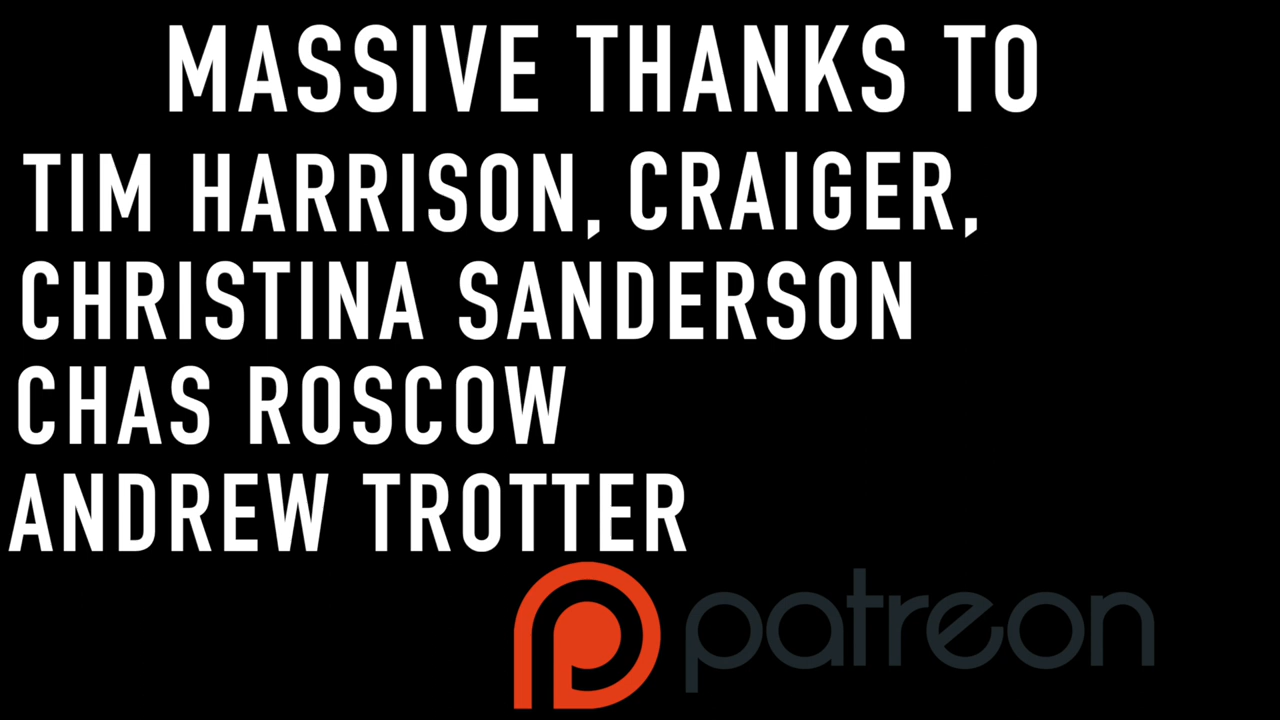 MASSIVE THANKS TO
TIM HARRISON, CRAIGER,
CHRISTINA SANDERSON
CHAS ROSCOW
ANDREW TROTTER
patreon